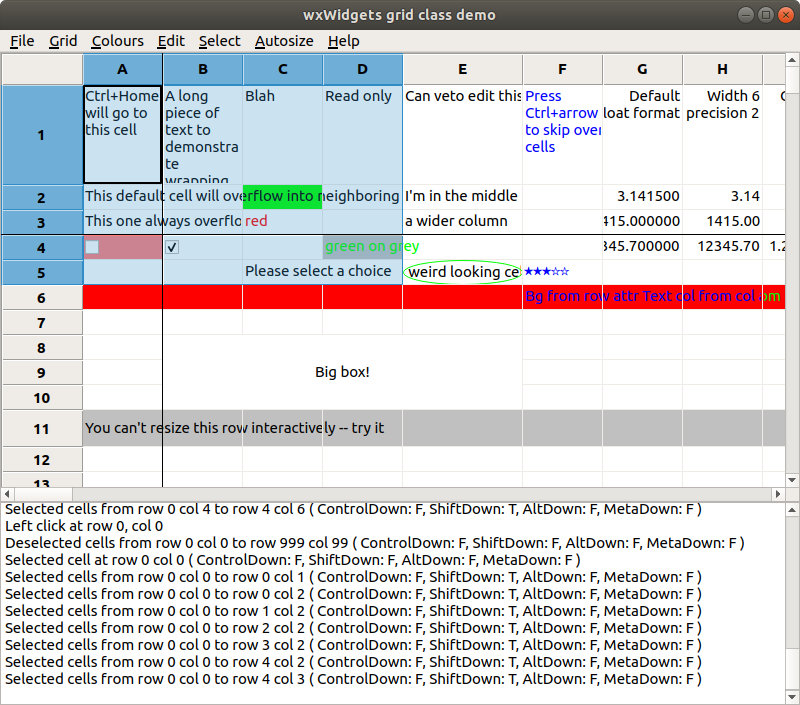 wxWidgets grid class demo
File Grid Colours Edit Select Autosize Help
A B C D E F G H
1
Ctrl+Home
will go to
this cell
A long
piece of
text to
demonstra
te
wrapping
Blah
Read only
Can veto edit this
Press
Ctrl+arrow
to skip over
cells
Default
loat format
Width 6
precision 2
2 This default cell will overflow into neighboring I'm in the middle 3.141500 3.14
3 This one always overflo red a wider column 415.000000 1415.00
4 green on grey 345.700000 12345.70 1.2
5 Please select a choice weird looking ce ★★★☆☆
6 Bg from row attr Text col from col om
7
8
9 Big box!
10
11 You can't resize this row interactively -- try it
12
13
Selected cells from row 0 col 4 to row 4 col 6 ( ControlDown: F, ShiftDown: T, AltDown: F, MetaDown: F )
Left click at row 0, col 0
Deselected cells from row 0 col 0 to row 999 col 99 ( ControlDown: F, ShiftDown: F, AltDown: F, MetaDown: F )
Selected cell at row 0 col 0 ( ControlDown: F, ShiftDown: F, AltDown: F, MetaDown: F )
Selected cells from row 0 col 0 to row 0 col 1 ( ControlDown: F, ShiftDown: T, AltDown: F, MetaDown: F )
Selected cells from row 0 col 0 to row 0 col 2 ( ControlDown: F, ShiftDown: T, AltDown: F, MetaDown: F )
Selected cells from row 0 col 0 to row 1 col 2 ( ControlDown: F, ShiftDown: T, AltDown: F, MetaDown: F )
Selected cells from row 0 col 0 to row 2 col 2 ( ControlDown: F, ShiftDown: T, AltDown: F, MetaDown: F )
Selected cells from row 0 col 0 to row 3 col 2 ( ControlDown: F, ShiftDown: T, AltDown: F, MetaDown: F )
Selected cells from row 0 col 0 to row 4 col 2 ( ControlDown: F, ShiftDown: T, AltDown: F, MetaDown: F )
Selected cells from row 0 col 0 to row 4 col 3 ( ControlDown: F, ShiftDown: T, AltDown: F, MetaDown: F )